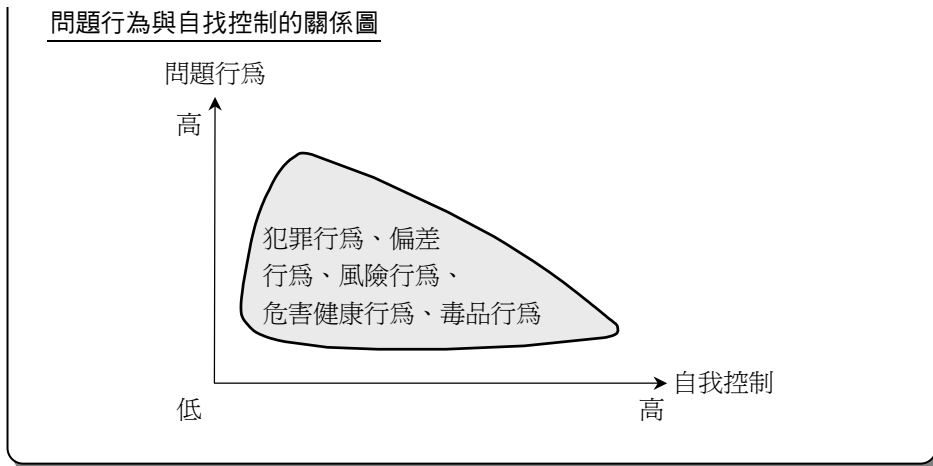 問題行為與自找控制的關係圖
問題行爲
高
犯罪行爲、偏差
行爲、風險行爲、
危害健康行爲、毒品行爲
自我控制
低
高